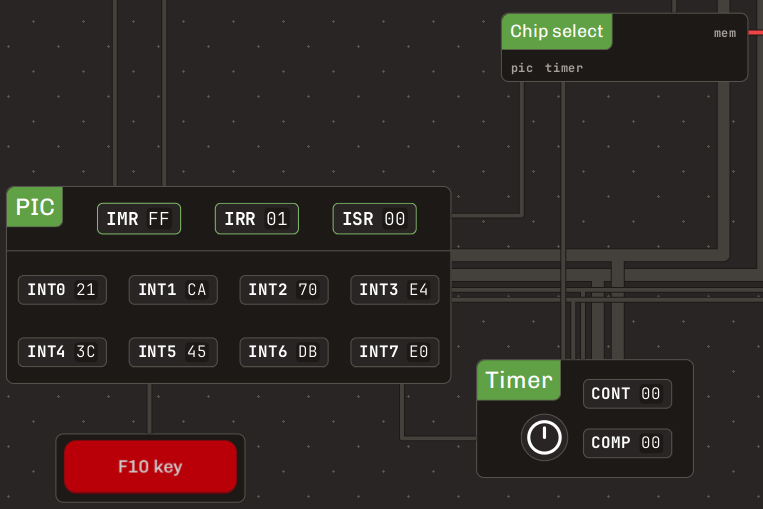 Chip select
mem
pic timer
PIC
IMR FF
IRR 01
ISR 00
INT0 21
INT1 CA
INT2 70
INT3 E4
INT4 3C
INT5 45
INT6 DB
INT7 E0
Timer
CONT 00
COMP 00
F10 key